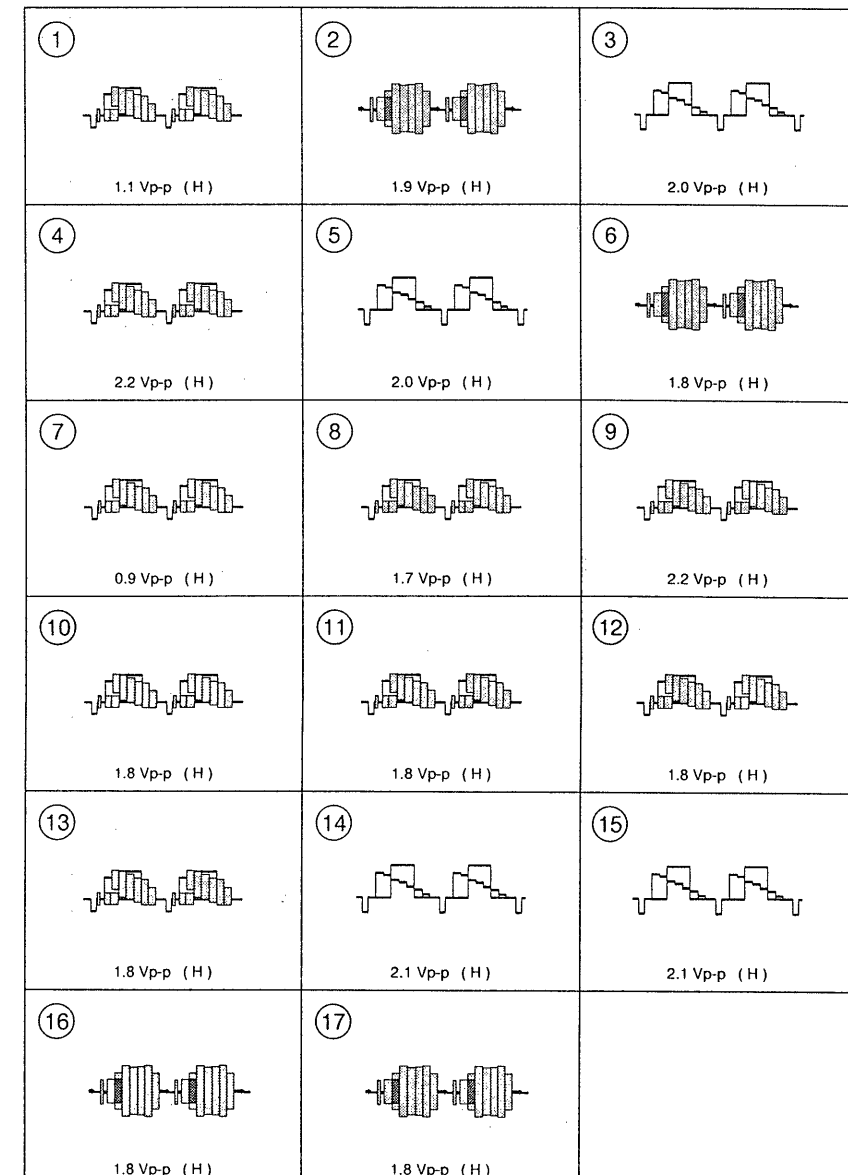 ① ② ③
1.1 Vp-p (H) 1.9 Vp-p (H) 2.0 Vp-p (H)
④ ⑤ ⑥
2.2 Vp-p (H) 2.0 Vp-p (H) 1.8 Vp-p (H)
⑦ ⑧ ⑨
0.9 Vp-p (H) 1.7 Vp-p (H) 2.2 Vp-p (H)
⑩ ⑪ ⑫
1.8 Vp-p (H) 1.8 Vp-p (H) 1.8 Vp-p (H)
⑬ ⑭ ⑮
1.8 Vp-p (H) 2.1 Vp-p (H) 2.1 Vp-p (H)
⑯ ⑰
1.8 Vp-p (H) 1.8 Vp-p (H)